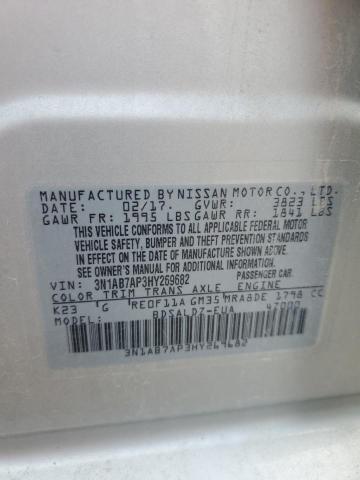 MANUFACTURED BY NISSAN MOTOR CO., LTD.
DATE: 02/17. GVWR: 3823 LBS
GAWR FR: 1995 LBS GAWR RR: 1841 LBS
THIS VEHICLE CONFORMS TO ALL APPLICABLE FEDERAL MOTOR
VEHICLE SAFETY, BUMPER AND THEFT PREVENTION STANDARDS
IN EFFECT ON THE DATE OF MANUFACTURE SHOWN ABOVE.
SEE OWNER'S MANUAL OR WEBSITE FOR ADDITIONAL INFORMATION.
VIN: 3N1AB7AP3HY269682 PASSENGER CAR
COLOR TRIM TRANS AXLE ENGINE
K23 G RE0F11A GM35 MRA8DE 1798 CC
MODEL: BDSALDZ-EUA 47000
3N1AB7AP3HY269682